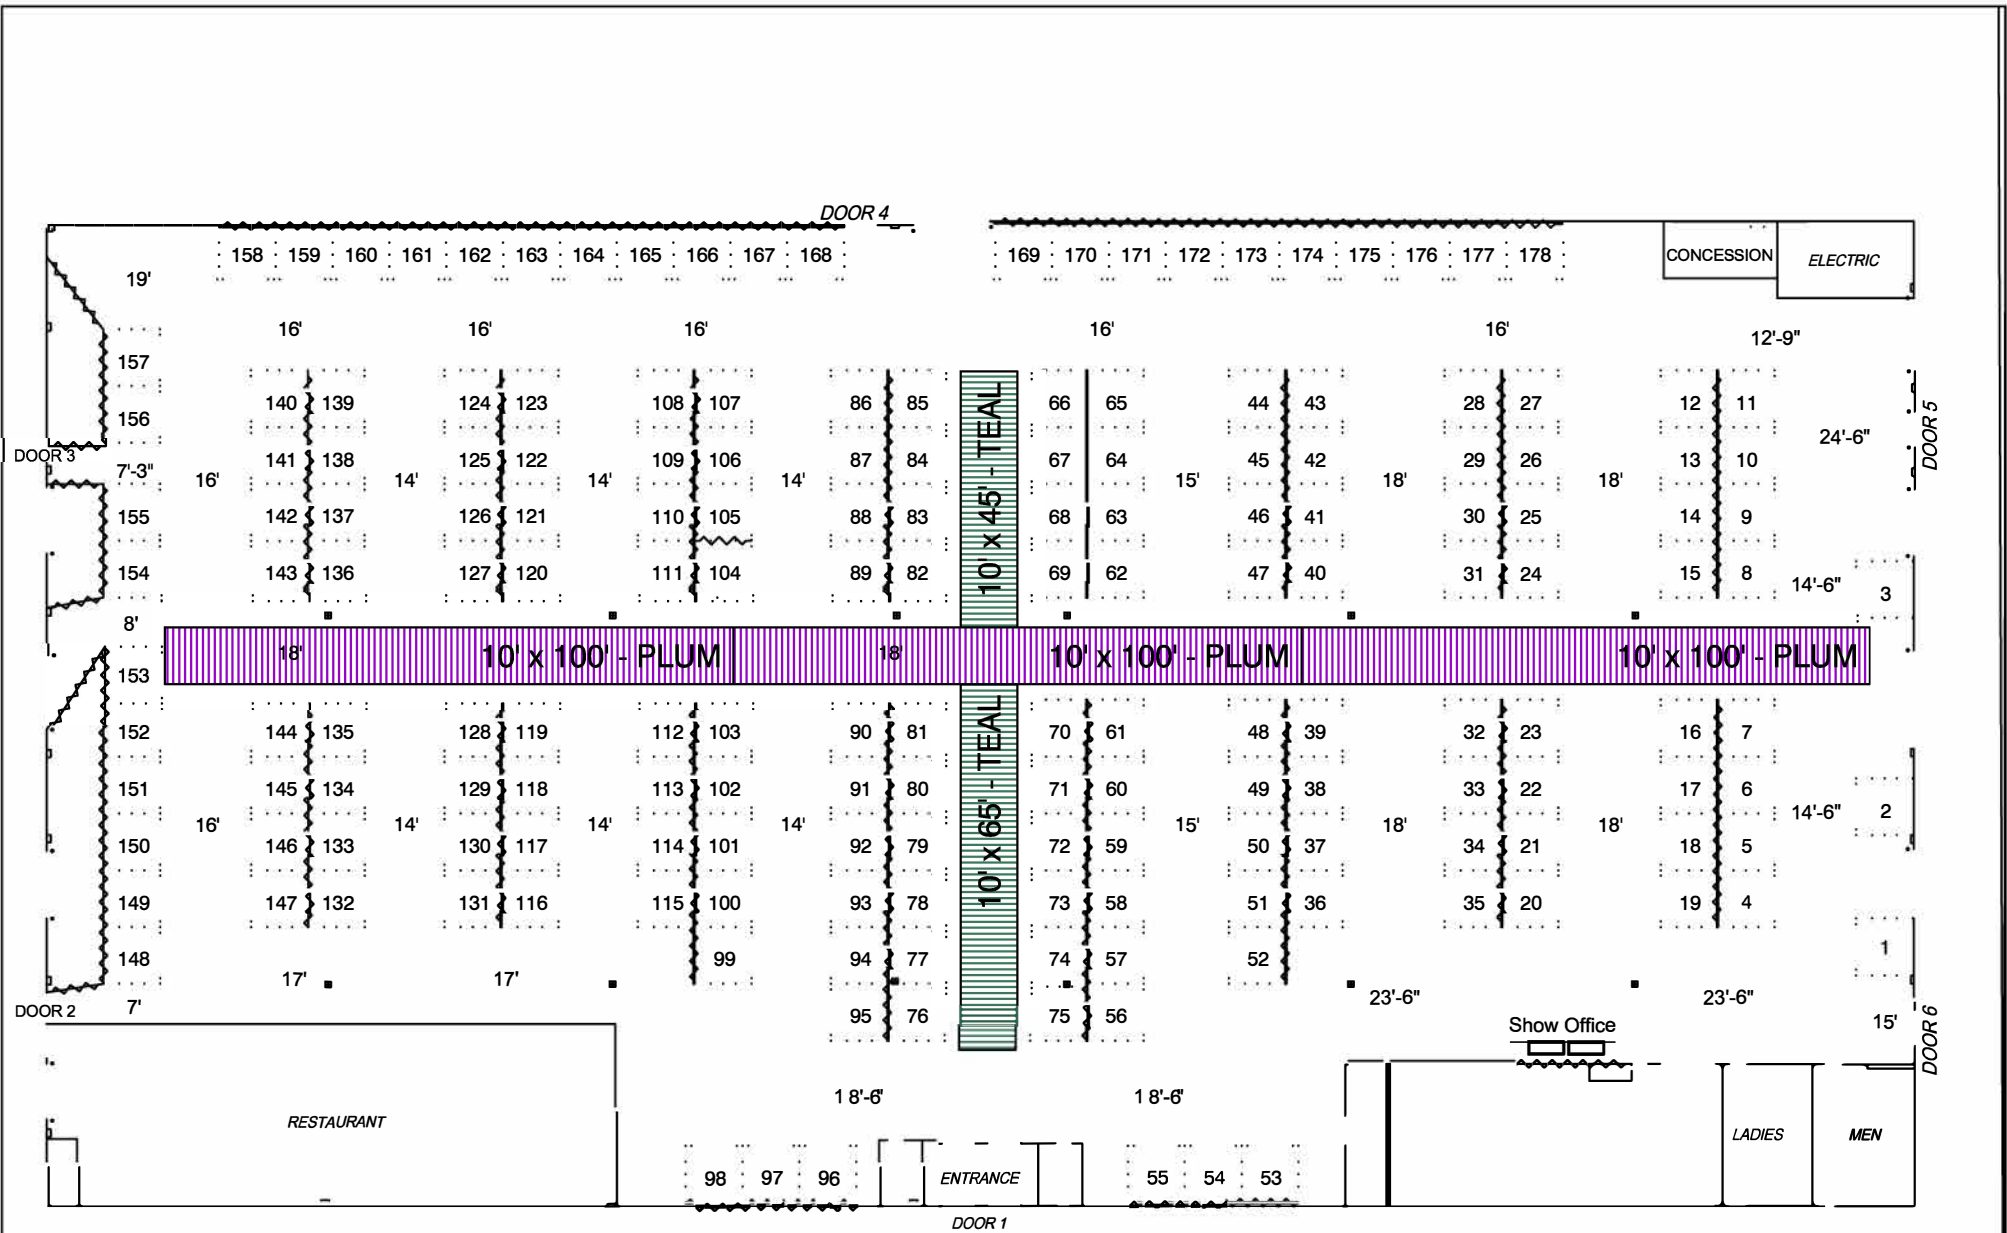 DOOR 4
158 159 160 161 162 163 164 165 166 167 168 169 170 171 172 173 174 175 176 177 178 CONCESSION ELECTRIC
19'
16' 16' 16' 16' 16' 12'-9"
157
140 139 124 123 108 107 86 85 66 65 44 43 28 27 12 11
156
10' x 45' - TEAL
24'-6"
DOOR 5
DOOR 3
141 138 125 122 109 106 87 84 67 64 45 42 29 26 13 10
7'-3"
16' 14' 14' 14' 15' 18' 18'
155 142 137 126 121 110 105 88 83 68 63 46 41 30 25 14 9
154 143 136 127 120 111 104 89 82 69 62 47 40 31 24 15 8
14'-6" 3
8'
18' 10' x 100' - PLUM 18' 10' x 100' - PLUM 10' x 100' - PLUM
153
152 144 135 128 119 112 103 90 81 70 61 48 39 32 23 16 7
10' x 65' - TEAL
151 145 134 129 118 113 102 91 80 71 60 49 38 33 22 17 6
16' 14' 14' 14' 15' 18' 18' 14'-6" 2
150 146 133 130 117 114 101 92 79 72 59 50 37 34 21 18 5
149 147 132 131 116 115 100 93 78 73 58 51 36 35 20 19 4
1
148 99 94 77 74 57 52
17' 17'
7' 23'-6" 23'-6"
DOOR 2
95 76 75 56
Show Office
15'
DOOR 6
18'-6" 18'-6"
RESTAURANT
LADIES MEN
98 97 96 ENTRANCE 55 54 53
DOOR 1